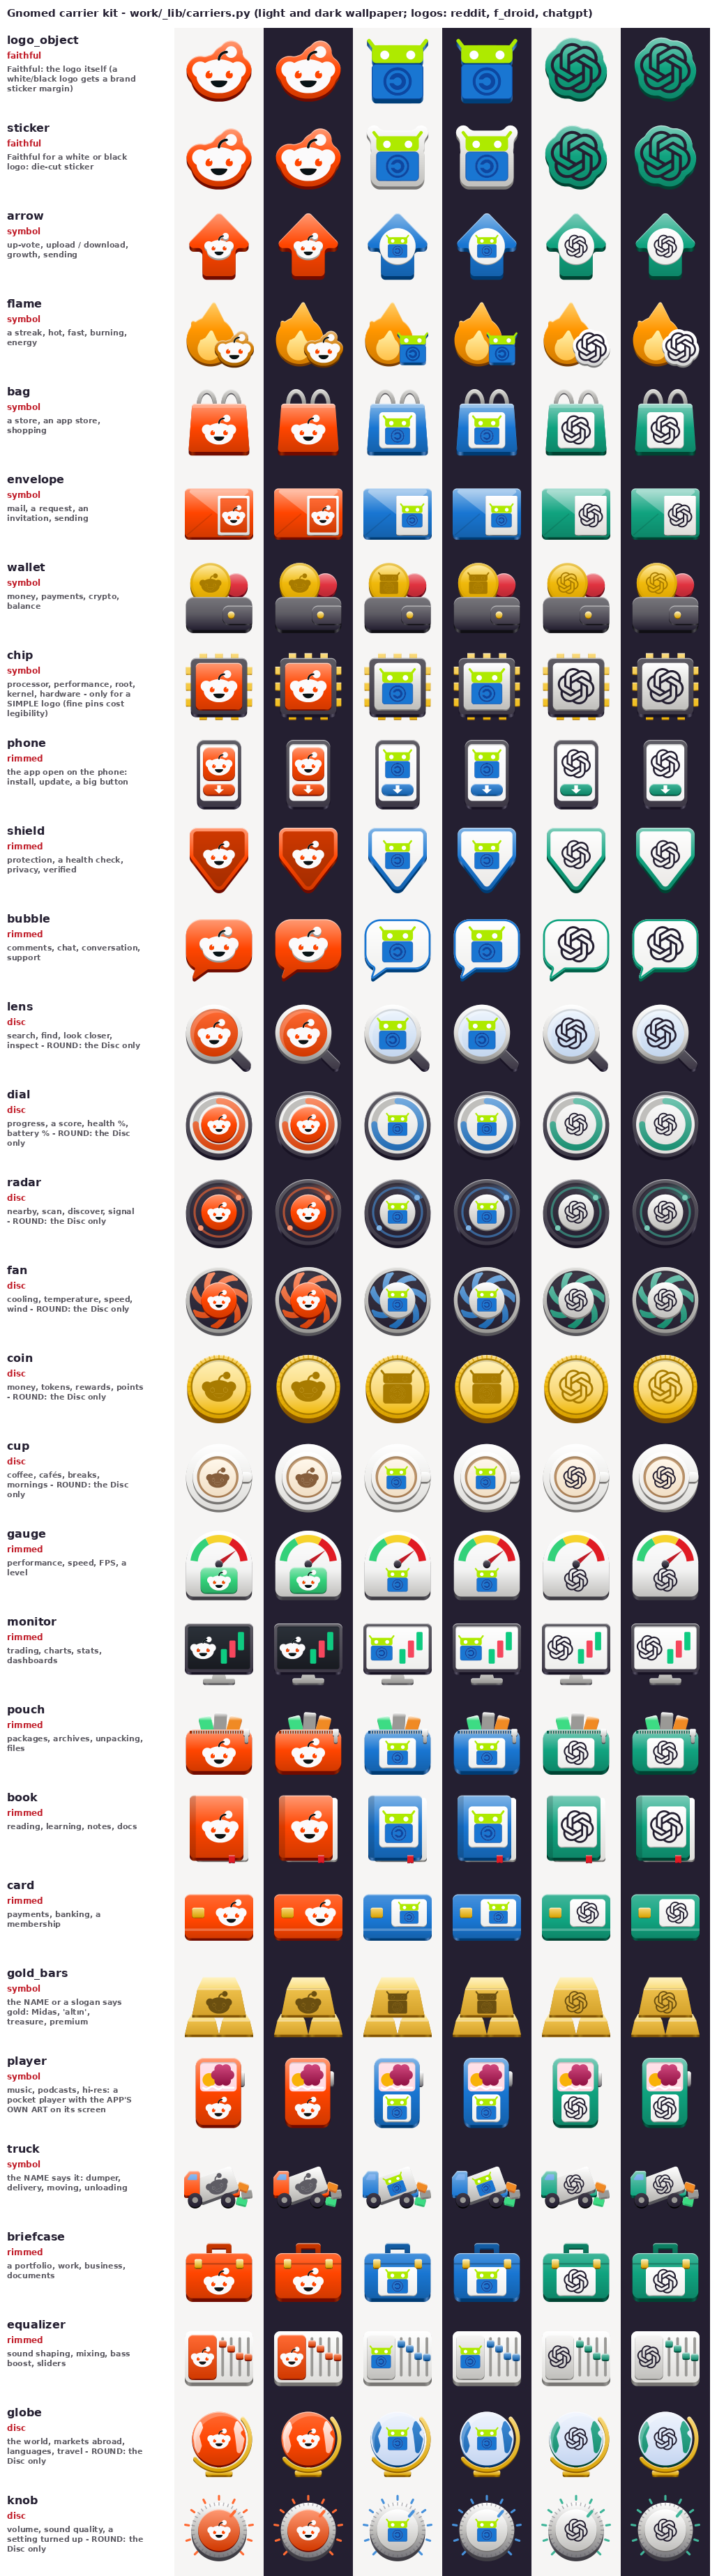 Gnomed carrier kit - work/_lib/carriers.py (light and dark wallpaper; logos: reddit, f_droid, chatgpt)
logo_object
faithful
Faithful: the logo itself (a
white/black logo gets a brand
sticker margin)
sticker
faithful
Faithful for a white or black
logo: die-cut sticker
arrow
symbol
up-vote, upload / download,
growth, sending
flame
symbol
a streak, hot, fast, burning,
energy
bag
symbol
a store, an app store,
shopping
envelope
symbol
mail, a request, an
invitation, sending
wallet
symbol
money, payments, crypto,
balance
chip
symbol
processor, performance, root,
kernel, hardware - only for a
SIMPLE logo (fine pins cost
legibility)
phone
rimmed
the app open on the phone:
install, update, a big button
shield
rimmed
protection, a health check,
privacy, verified
bubble
rimmed
comments, chat, conversation,
support
lens
disc
search, find, look closer,
inspect - ROUND: the Disc only
dial
disc
progress, a score, health %,
battery % - ROUND: the Disc
only
radar
disc
nearby, scan, discover, signal
- ROUND: the Disc only
fan
disc
cooling, temperature, speed,
wind - ROUND: the Disc only
coin
disc
money, tokens, rewards, points
- ROUND: the Disc only
cup
disc
coffee, cafés, breaks,
mornings - ROUND: the Disc
only
gauge
rimmed
performance, speed, FPS, a
level
monitor
rimmed
trading, charts, stats,
dashboards
pouch
rimmed
packages, archives, unpacking,
files
book
rimmed
reading, learning, notes, docs
card
rimmed
payments, banking, a
membership
gold_bars
symbol
the NAME or a slogan says
gold: Midas, 'altın',
treasure, premium
player
symbol
music, podcasts, hi-res: a
pocket player with the APP'S
OWN ART on its screen
truck
symbol
the NAME says it: dumper,
delivery, moving, unloading
briefcase
rimmed
a portfolio, work, business,
documents
equalizer
rimmed
sound shaping, mixing, bass
boost, sliders
globe
disc
the world, markets abroad,
languages, travel - ROUND: the
Disc only
knob
disc
volume, sound quality, a
setting turned up - ROUND: the
Disc only